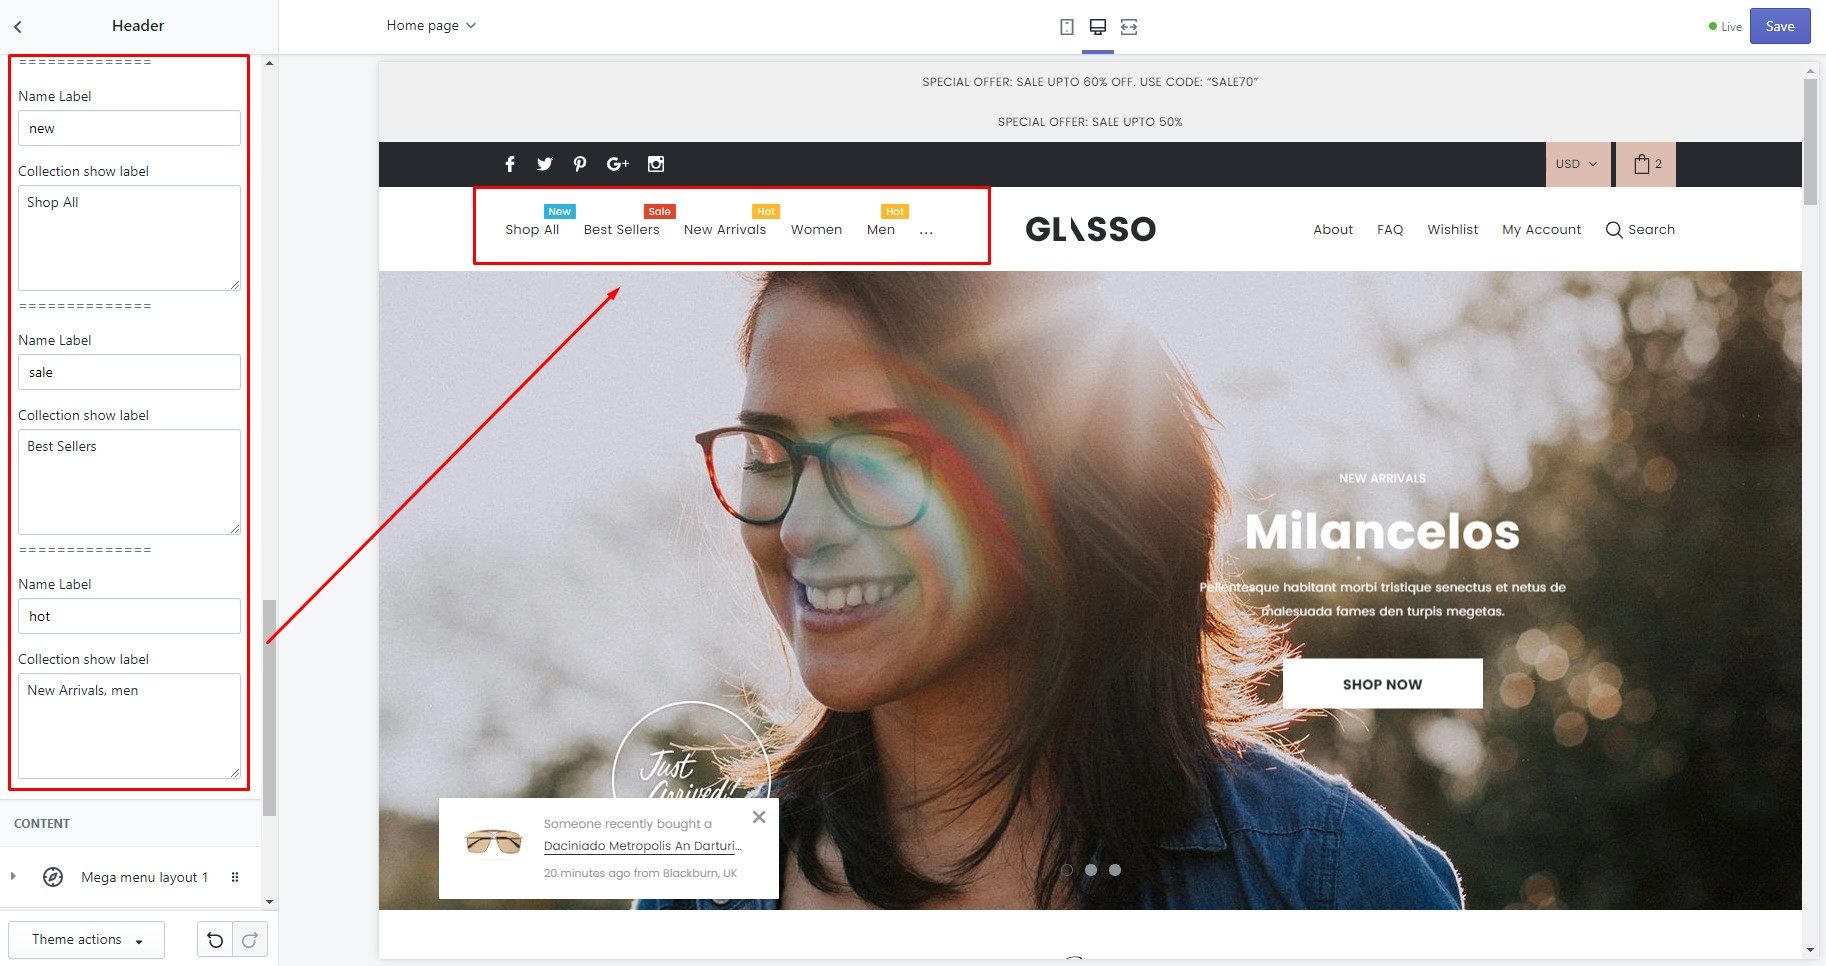 Header
Home page
Live
Save
==============
Name Label
new
Collection show label
Shop All
==============
Name Label
sale
Collection show label
Best Sellers
==============
Name Label
hot
Collection show label
New Arrivals, men
CONTENT
Mega menu layout 1
Theme actions
SPECIAL OFFER: SALE UPTO 60% OFF. USE CODE: “SALE70”
SPECIAL OFFER: SALE UPTO 50%
USD
2
New
Sale
Hot
Hot
Shop All
Best Sellers
New Arrivals
Women
Men
...
GLASSO
About
FAQ
Wishlist
My Account
Search
NEW ARRIVALS
Milancelos
Pellentesque habitant morbi tristique senectus et netus de
malesuada fames den turpis megetas.
SHOP NOW
Just
Arrived!
Someone recently bought a
Daciniado Metropolis An Darturi...
20 minutes ago from Blackburn, UK